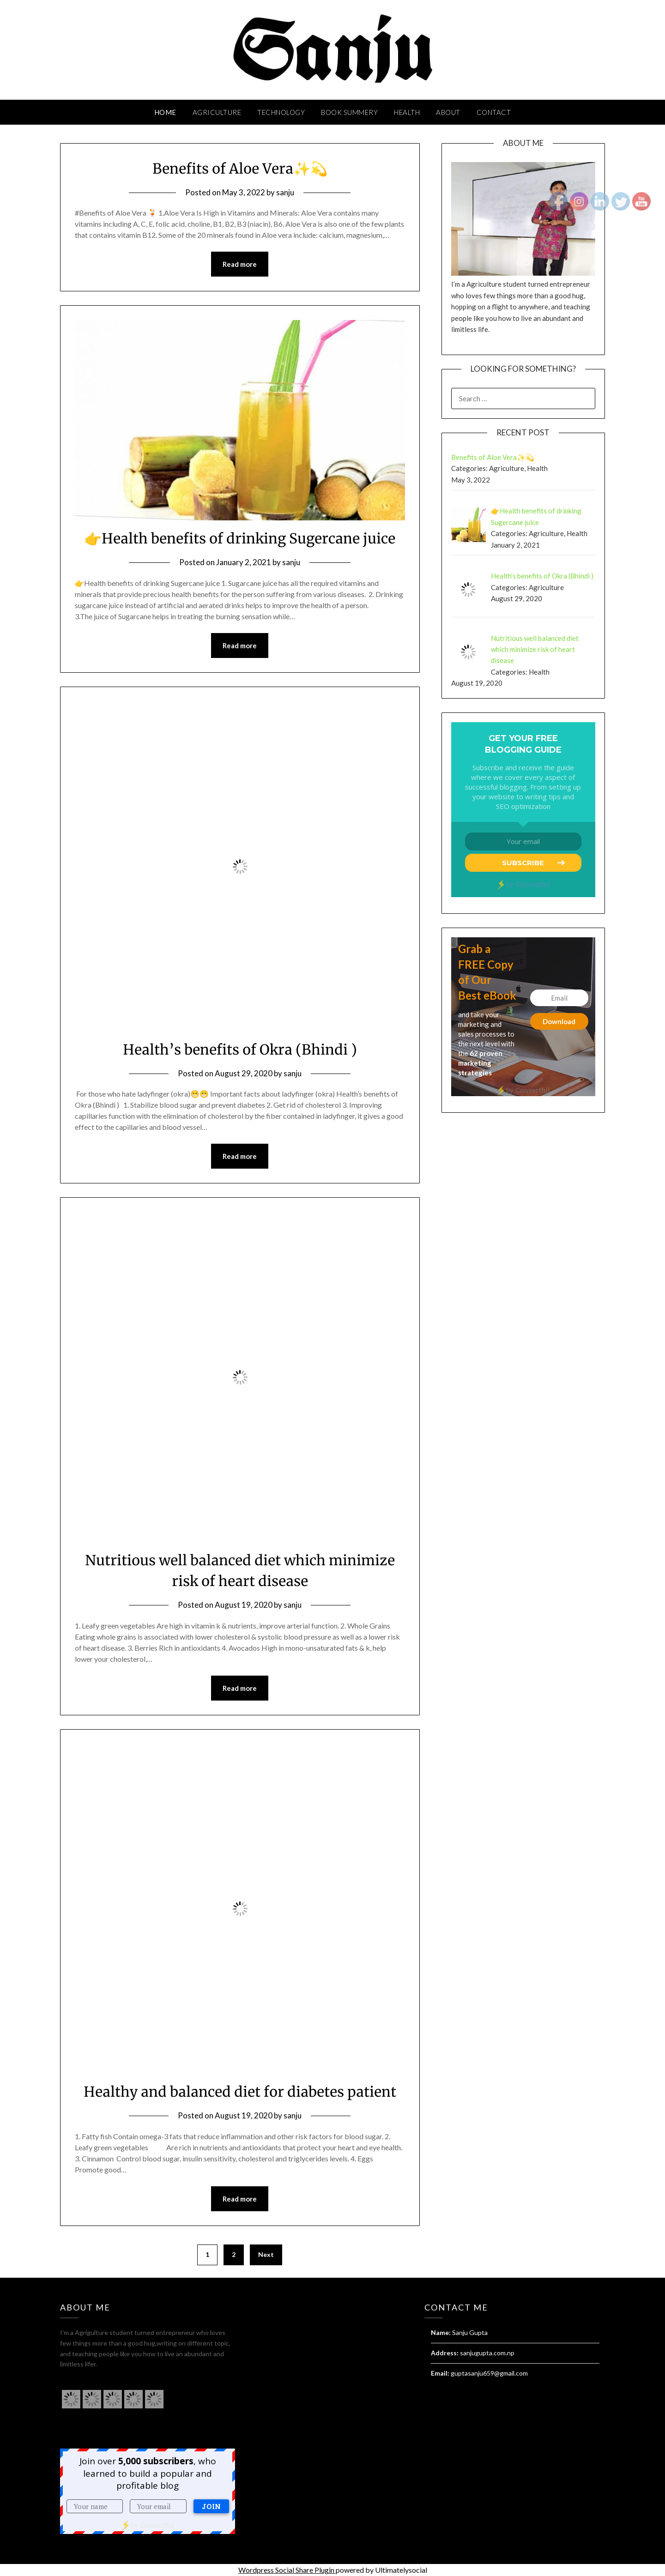 Sanju
HOME AGRICULTURE TECHNOLOGY BOOK SUMMERY HEALTH ABOUT CONTACT
Benefits of Aloe Vera✨💫
Posted on May 3, 2022 by sanju
#Benefits of Aloe Vera 🍹 1.Aloe Vera Is High in Vitamins and Minerals: Aloe Vera contains many
vitamins including A, C, E, folic acid, choline, B1, B2, B3 (niacin), B6. Aloe Vera is also one of the few plants
that contains vitamin B12. Some of the 20 minerals found in Aloe vera include: calcium, magnesium,…
Read more
👉Health benefits of drinking Sugercane juice
Posted on January 2, 2021 by sanju
👉Health benefits of drinking Sugercane juice 1. Sugarcane juice has all the required vitamins and
minerals that provide precious health benefits for the person suffering from various diseases. 2. Drinking
sugarcane juice instead of artificial and aerated drinks helps to improve the health of a person.
3.The juice of Sugarcane helps in treating the burning sensation while…
Read more
Health’s benefits of Okra (Bhindi )
Posted on August 29, 2020 by sanju
For those who hate ladyfinger (okra)😁😁 Important facts about ladyfinger (okra) Health’s benefits of
Okra (Bhindi ) 1. Stabilize blood sugar and prevent diabetes 2. Get rid of cholesterol 3. Improving
capillaries function with the elimination of cholesterol by the fiber contained in ladyfinger, it gives a good
effect to the capillaries and blood vessel…
Read more
Nutritious well balanced diet which minimize
risk of heart disease
Posted on August 19, 2020 by sanju
1. Leafy green vegetables Are high in vitamin k & nutrients, improve arterial function. 2. Whole Grains
Eating whole grains is associated with lower cholesterol & systolic blood pressure as well as a lower risk
of heart disease. 3. Berries Rich in antioxidants 4. Avocados High in mono-unsaturated fats & k, help
lower your cholesterol,…
Read more
Healthy and balanced diet for diabetes patient
Posted on August 19, 2020 by sanju
1. Fatty fish Contain omega-3 fats that reduce inflammation and other risk factors for blood sugar. 2.
Leafy green vegetables Are rich in nutrients and antioxidants that protect your heart and eye health.
3. Cinnamon Control blood sugar, insulin sensitivity, cholesterol and triglycerides levels. 4. Eggs
Promote good…
Read more
1 2 Next
ABOUT ME
I’m a Agriculture student turned entrepreneur
who loves few things more than a good hug,
hopping on a flight to anywhere, and teaching
people like you how to live an abundant and
limitless life.
LOOKING FOR SOMETHING?
Search …
RECENT POST
Benefits of Aloe Vera✨💫
Categories: Agriculture, Health
May 3, 2022
👉Health benefits of drinking
Sugercane juice
Categories: Agriculture, Health
January 2, 2021
Health’s benefits of Okra (Bhindi )
Categories: Agriculture
August 29, 2020
Nutritious well balanced diet
which minimize risk of heart
disease
Categories: Health
August 19, 2020
GET YOUR FREE
BLOGGING GUIDE
Subscribe and receive the guide
where we cover every aspect of
successful blogging. From setting up
your website to writing tips and
SEO optimization
Your email
SUBSCRIBE
Grab a
FREE Copy
of Our
Best eBook
and take your
marketing and
sales processes to
the next level with
the 62 proven
marketing
strategies
Email
Download
ABOUT ME
I’m a Agrigulture student turned entrepreneur who loves
few things more than a good hug,writing on different topic,
and teaching people like you how to live an abundant and
limitless lifer.
CONTACT ME
Name: Sanju Gupta
Address: sanjugupta.com.np
Email: guptasanju659@gmail.com
Join over 5,000 subscribers, who
learned to build a popular and
profitable blog
Your name Your email JOIN
Wordpress Social Share Plugin powered by Ultimatelysocial